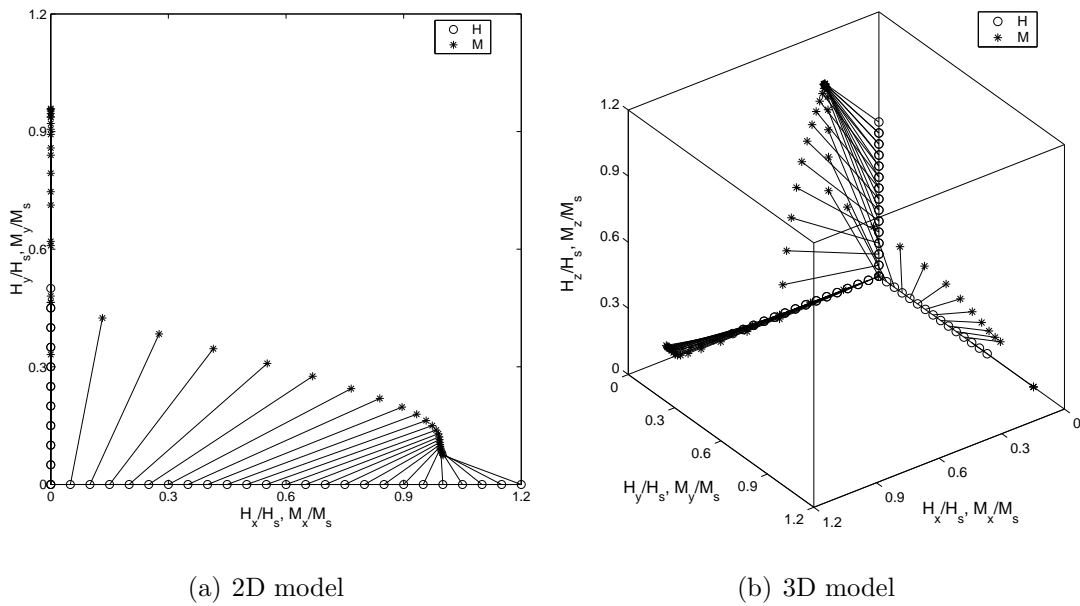 1.2
0.9
0.6
0.3
0
0
0.3
0.6
0.9
1.2
H_y/H_s, M_y/M_s
H_x/H_s, M_x/M_s
H
M
(a) 2D model
1.2
0.9
0.6
0.3
0
H_z/H_s, M_z/M_s
0
0.3
0.6
0.9
1.2
H_y/H_s, M_y/M_s
1.2
0.9
0.6
0.3
0
H_x/H_s, M_x/M_s
H
M
(b) 3D model